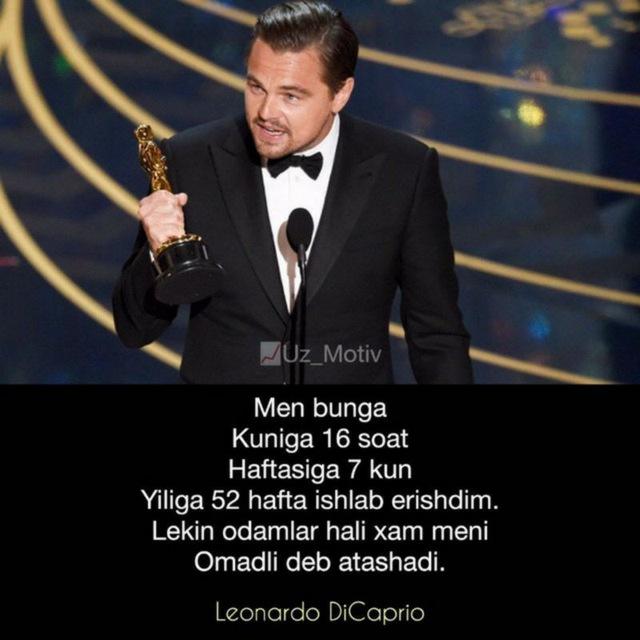 Uz_Motiv
Men bunga
Kuniga 16 soat
Haftasiga 7 kun
Yiliga 52 hafta ishlab erishdim.
Lekin odamlar hali xam meni
Omadli deb atashadi.
Leonardo DiCaprio